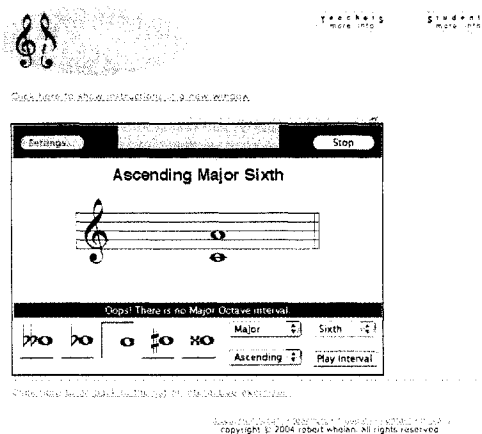 Teachers Student
more info more info
Click here to show instructions in a new window
Settings... Stop
Ascending Major Sixth
Oops! There is no Major Octave interval.
Major Sixth
Ascending Play Interval
copyright © 2004 robert whelan. All rights reserved